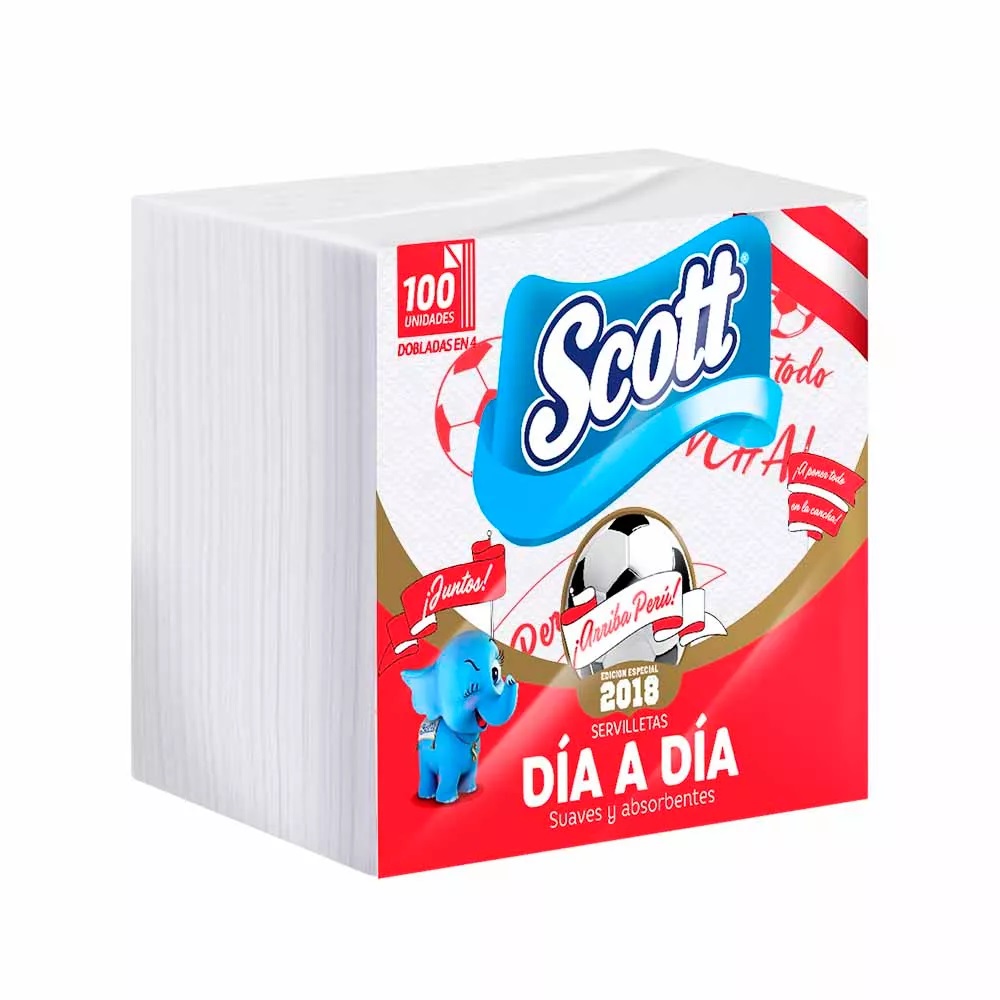 100
UNIDADES
DOBLADAS EN 4
Scott
®
todo
¡A poner todo
en la cancha!
¡Juntos!
¡Arriba Perú!
EDICION ESPECIAL
2018
SERVILLETAS
DÍA A DÍA
Suaves y absorbentes